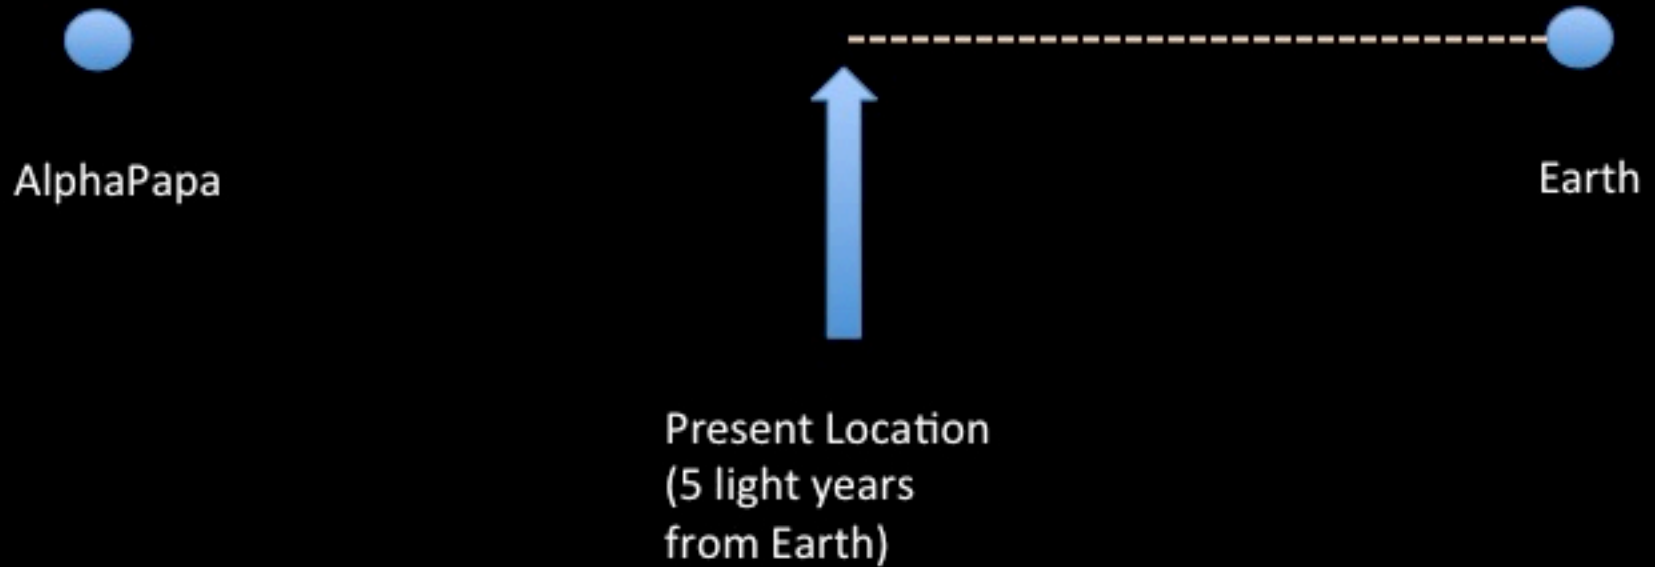 AlphaPapa
Earth
Present Location
(5 light years
from Earth)